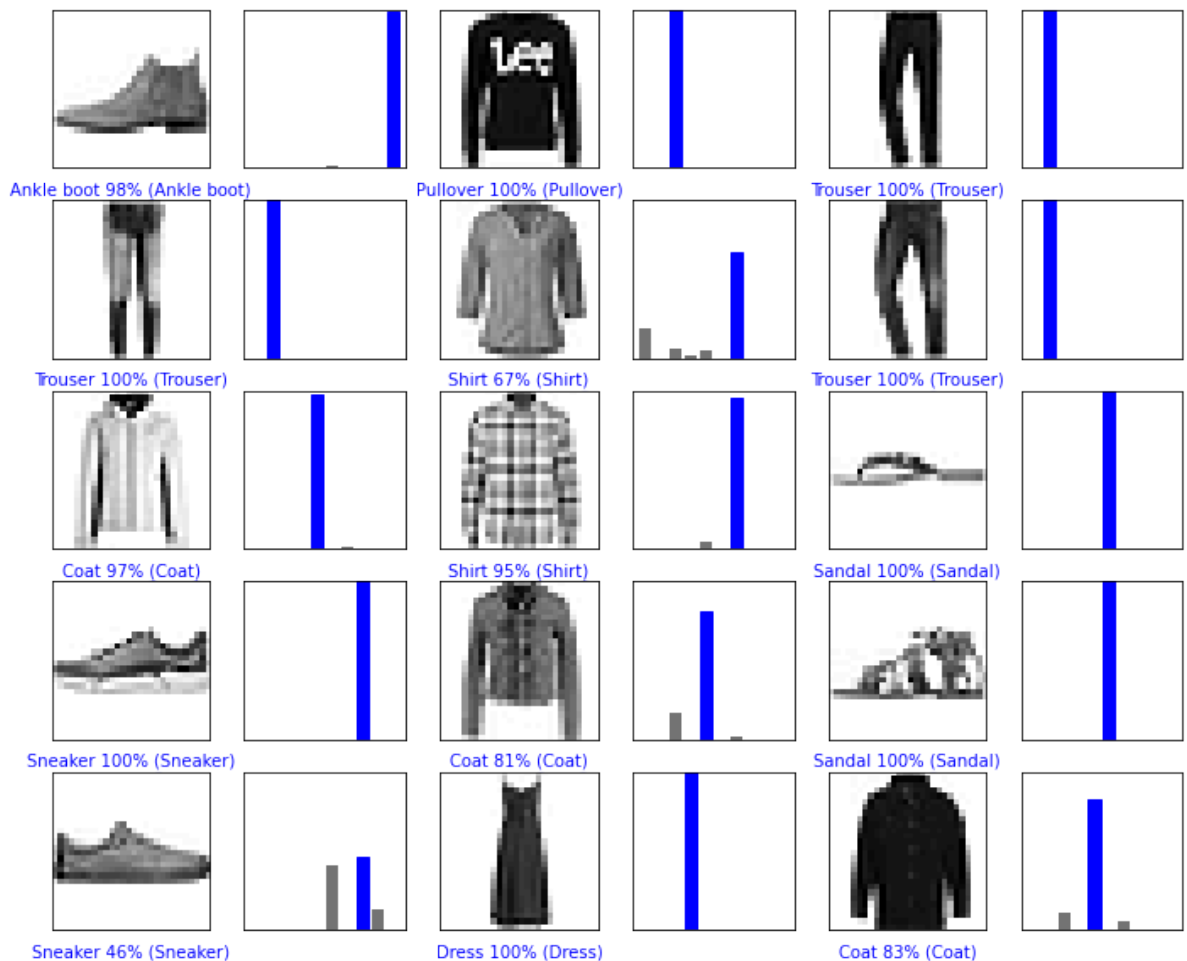 Lee
Ankle boot 98% (Ankle boot)
Pullover 100% (Pullover)
Trouser 100% (Trouser)
Trouser 100% (Trouser)
Shirt 67% (Shirt)
Trouser 100% (Trouser)
Coat 97% (Coat)
Shirt 95% (Shirt)
Sandal 100% (Sandal)
Sneaker 100% (Sneaker)
Coat 81% (Coat)
Sandal 100% (Sandal)
Sneaker 46% (Sneaker)
Dress 100% (Dress)
Coat 83% (Coat)